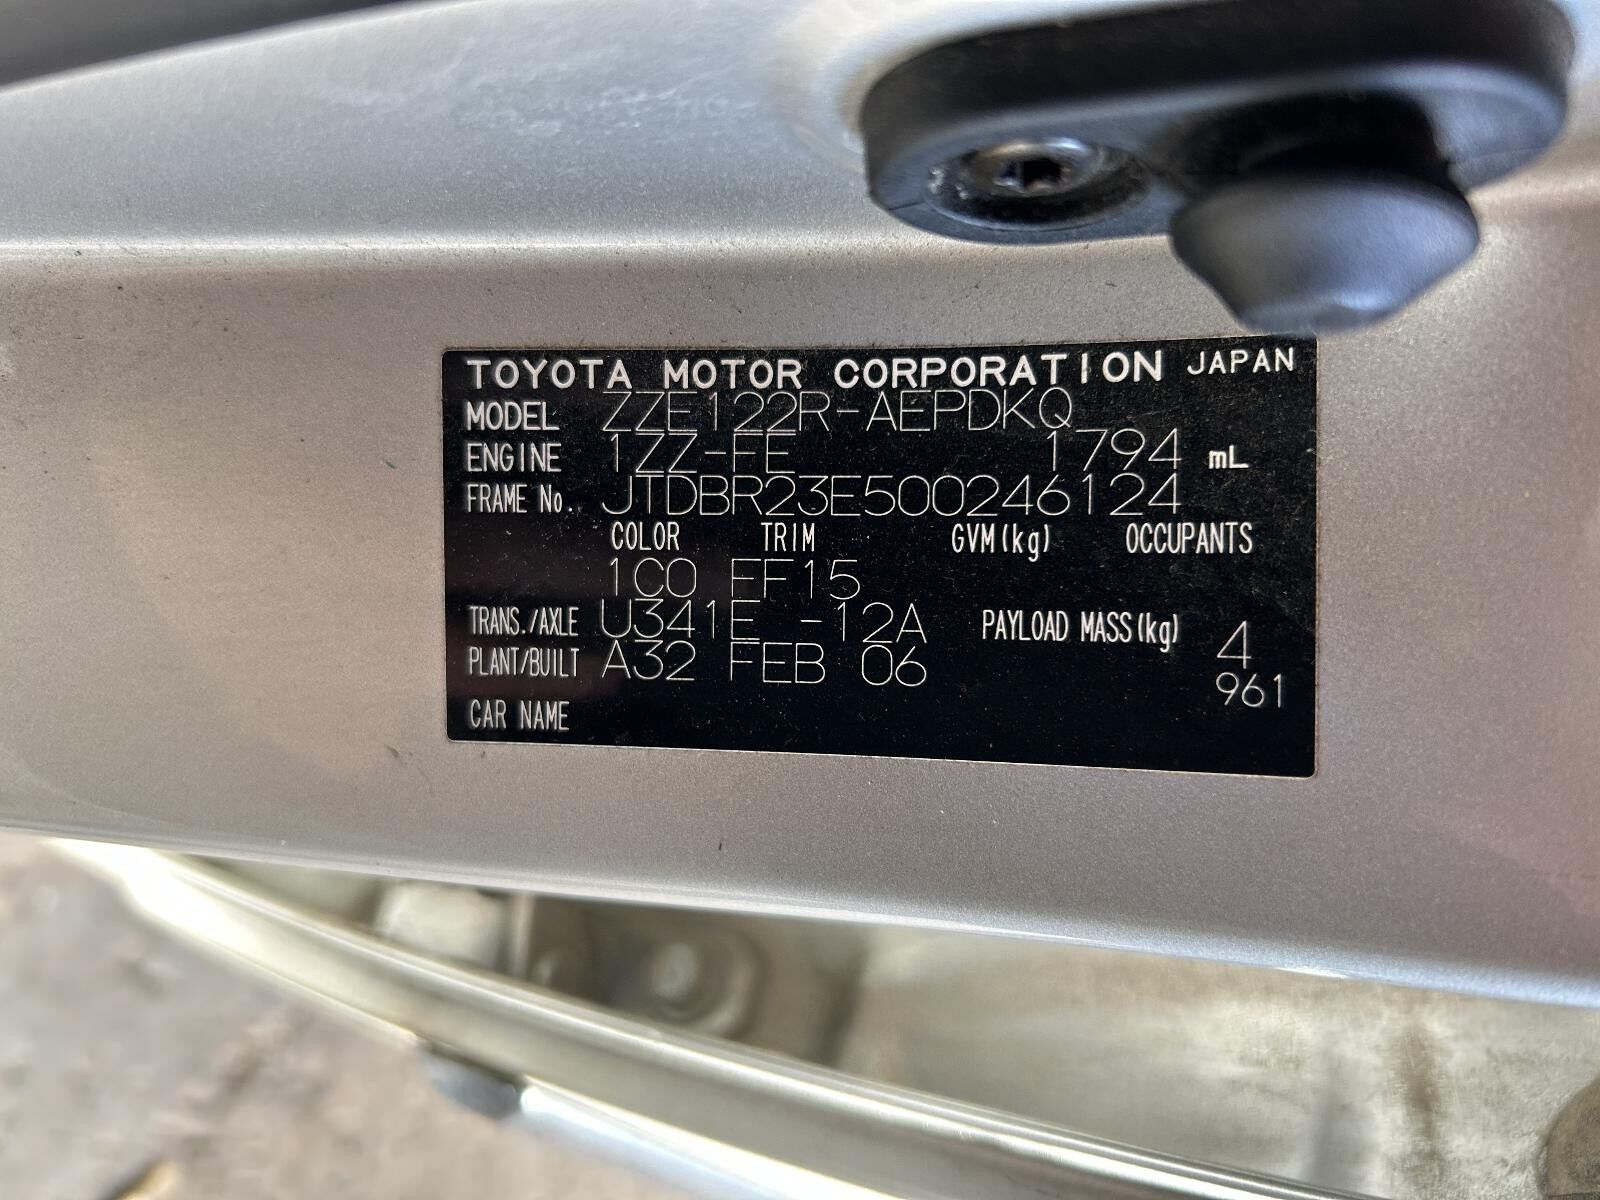 TOYOTA MOTOR CORPORATION JAPAN
MODEL ZZE122R-AEPDKQ
ENGINE 1ZZ-FE 1794 mL
FRAME No. JTDBR23E500246124
COLOR TRIM GVM(kg) OCCUPANTS
1C0 EF15
TRANS./AXLE U341E -12A PAYLOAD MASS(kg) 4
PLANT/BUILT A32 FEB 06 961
CAR NAME